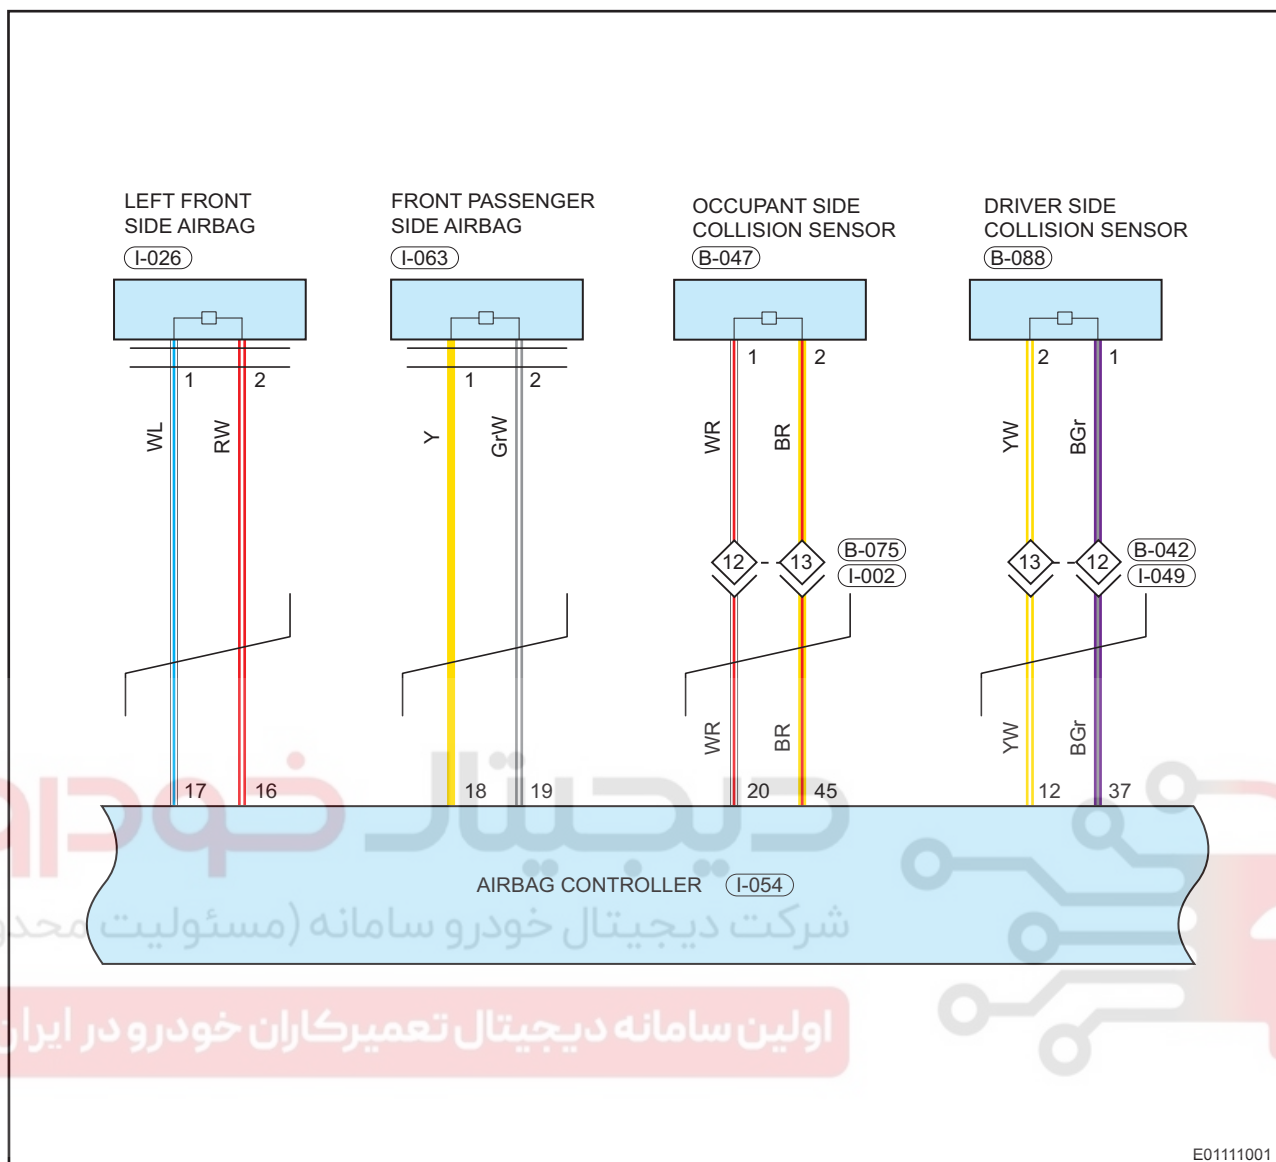 LEFT FRONT
SIDE AIRBAG
I-026
FRONT PASSENGER
SIDE AIRBAG
I-063
OCCUPANT SIDE
COLLISION SENSOR
B-047
DRIVER SIDE
COLLISION SENSOR
B-088
1 2 1 2 1 2 2 1
WL RW Y GrW WR BR YW BGr
12 13
B-075
I-002
13 12
B-042
I-049
WR BR YW BGr
17 16 18 19 20 45 12 37
دیجیتال خودرو
AIRBAG CONTROLLER I-054
شرکت دیجیتال خودرو سامانه (مسئولیت
اولین سامانه دیجیتال تعمیرکاران خودرو در ایران
E01111001